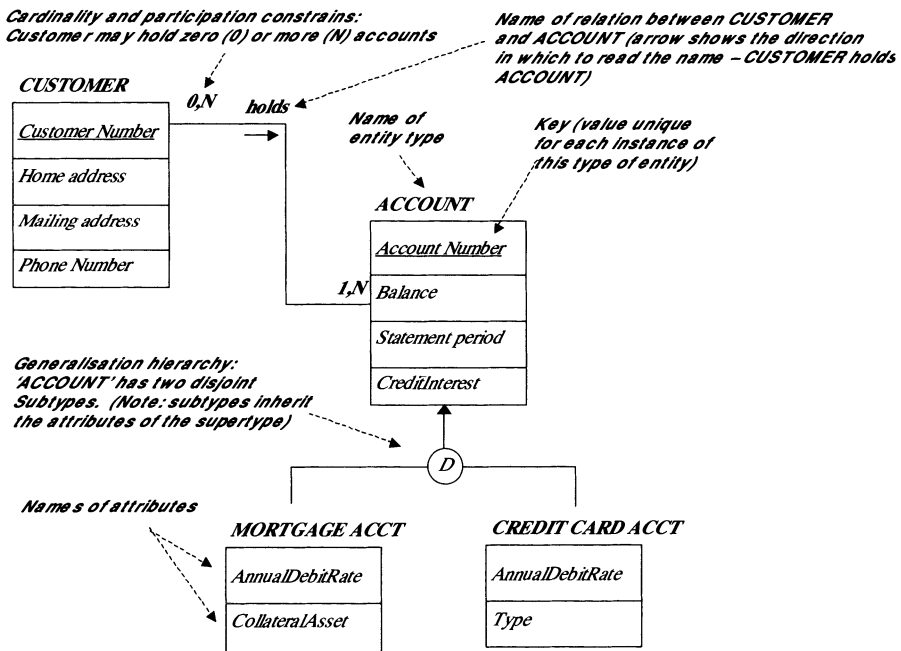 Cardinality and participation constrains:
Customer may hold zero (0) or more (N) accounts
Name of relation between CUSTOMER
and ACCOUNT (arrow shows the direction
in which to read the name – CUSTOMER holds
ACCOUNT)
CUSTOMER
0,N
holds
Customer Number
Home address
Mailing address
Phone Number
Name of
entity type
Key (value unique
for each instance of
this type of entity)
ACCOUNT
Account Number
1,N
Balance
Statement period
CreditInterest
Generalisation hierarchy:
'ACCOUNT' has two disjoint
Subtypes. (Note: subtypes inherit
the attributes of the supertype)
D
Names of attributes
MORTGAGE ACCT
AnnualDebitRate
CollateralAsset
CREDIT CARD ACCT
AnnualDebitRate
Type